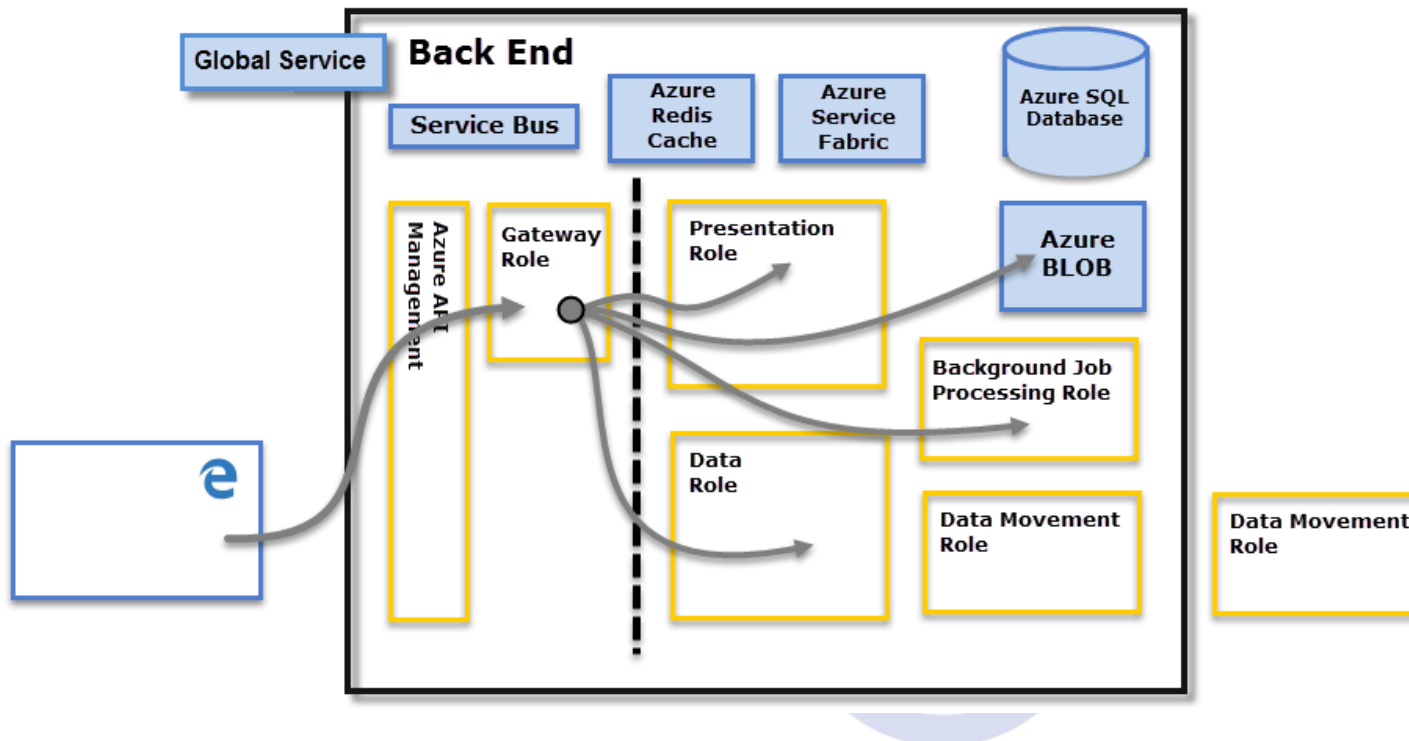 Global Service
Back End
Service Bus
Azure
Redis
Cache
Azure
Service
Fabric
Azure SQL
Database
Azure API
Management
Gateway
Role
Presentation
Role
Azure
BLOB
Background Job
Processing Role
Data
Role
Data Movement
Role
Data Movement
Role